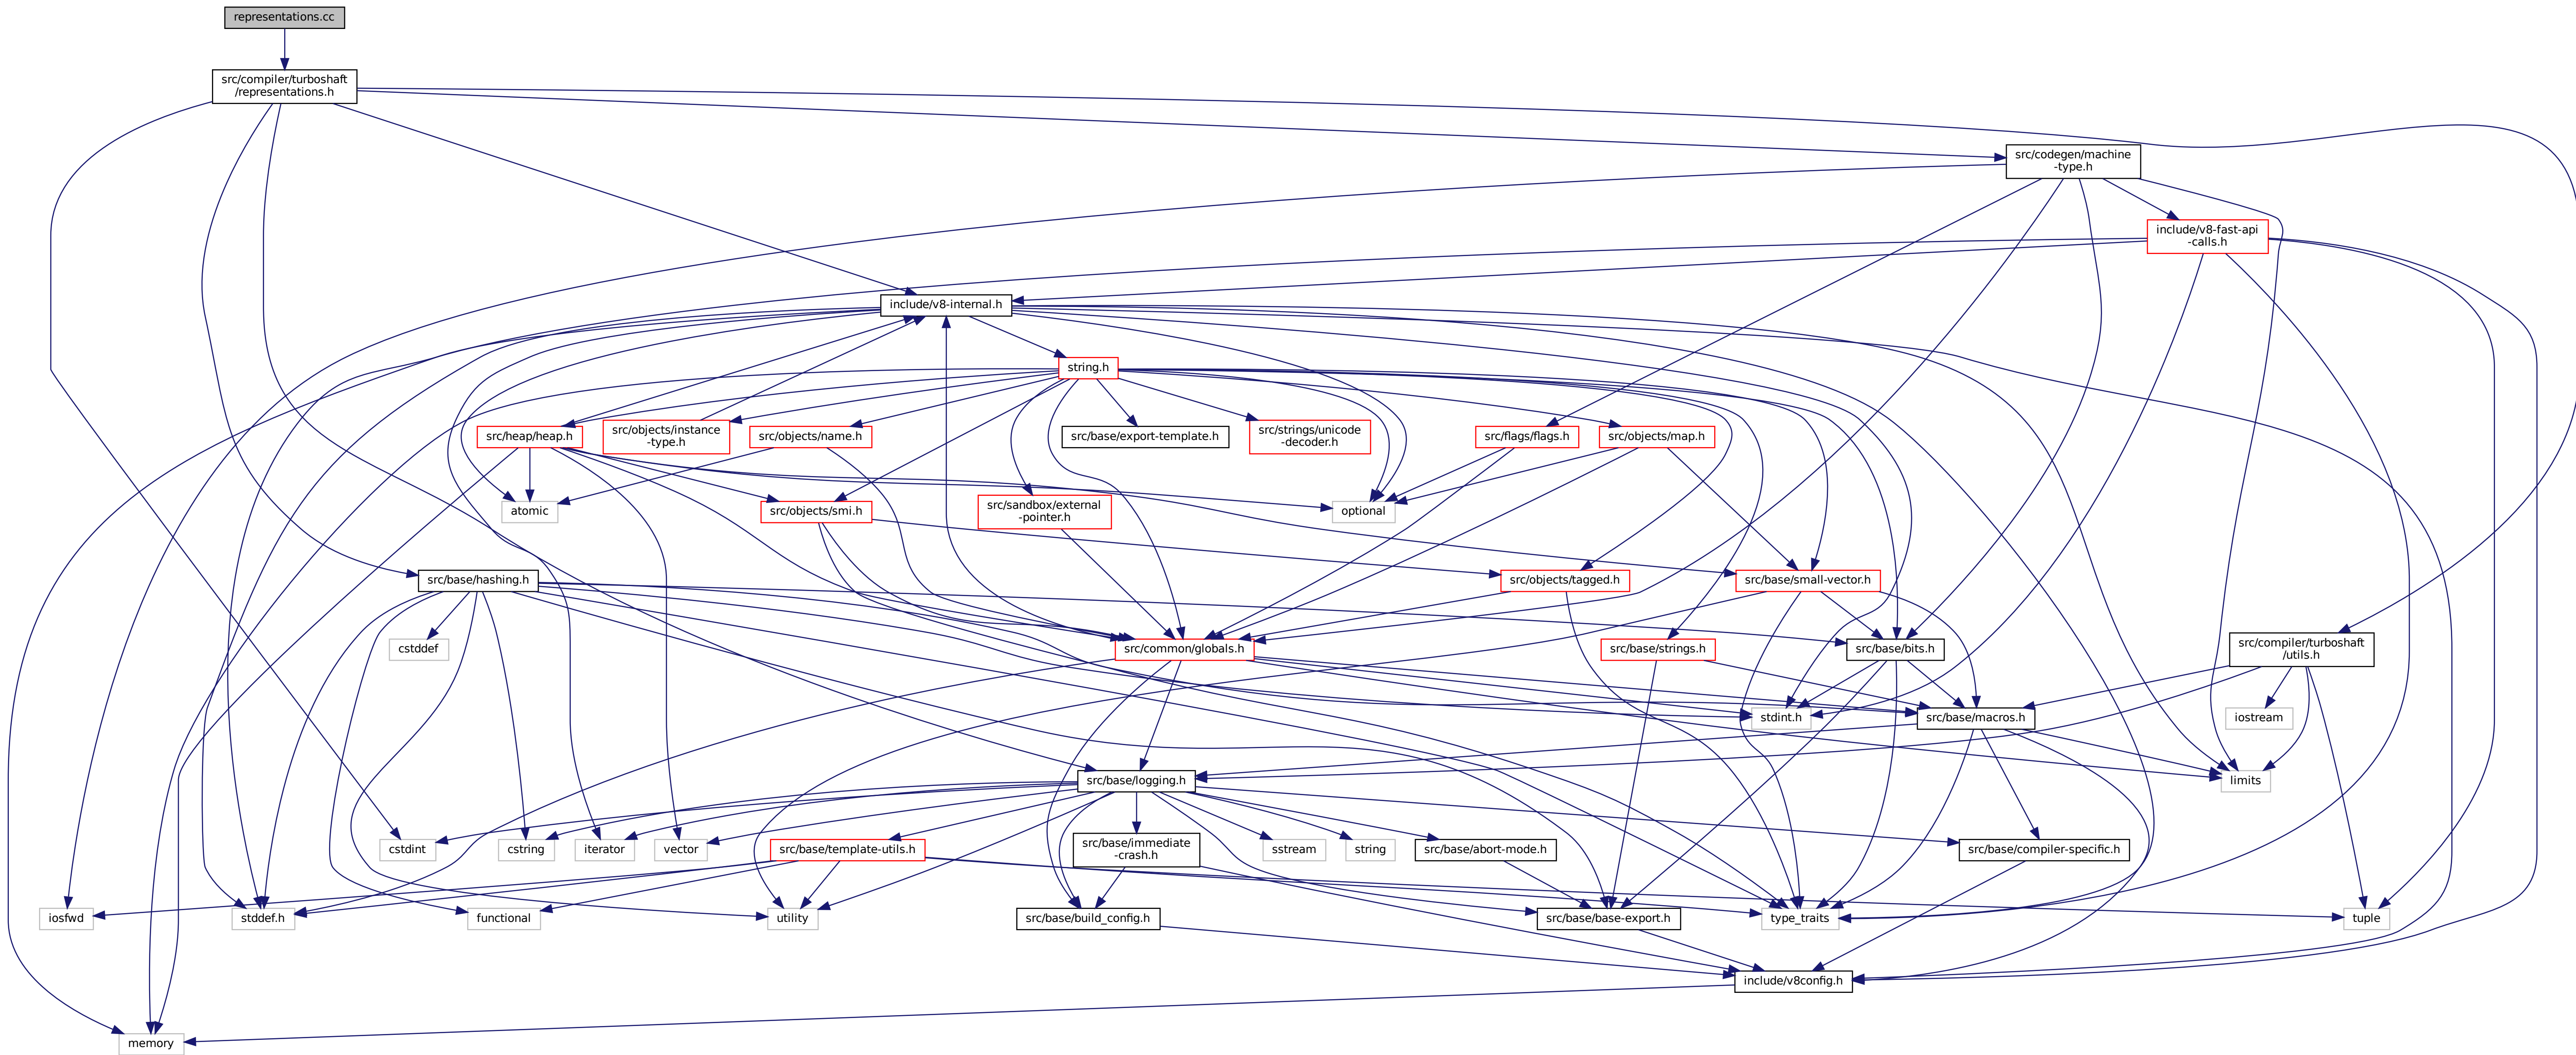 representations.cc
src/compiler/turboshaft
/representations.h
src/codegen/machine
-type.h
include/v8-fast-api
-calls.h
include/v8-internal.h
string.h
src/heap/heap.h
src/objects/instance
-type.h
src/objects/name.h
src/base/export-template.h
src/strings/unicode
-decoder.h
src/flags/flags.h
src/objects/map.h
atomic
src/objects/smi.h
src/sandbox/external
-pointer.h
optional
src/base/hashing.h
src/objects/tagged.h
src/base/small-vector.h
cstddef
src/common/globals.h
src/base/strings.h
src/base/bits.h
src/compiler/turboshaft
/utils.h
stdint.h
src/base/macros.h
iostream
src/base/logging.h
limits
cstdint
cstring
iterator
vector
src/base/template-utils.h
src/base/immediate
-crash.h
sstream
string
src/base/abort-mode.h
src/base/compiler-specific.h
iosfwd
stddef.h
functional
utility
src/base/build_config.h
src/base/base-export.h
type_traits
tuple
include/v8config.h
memory